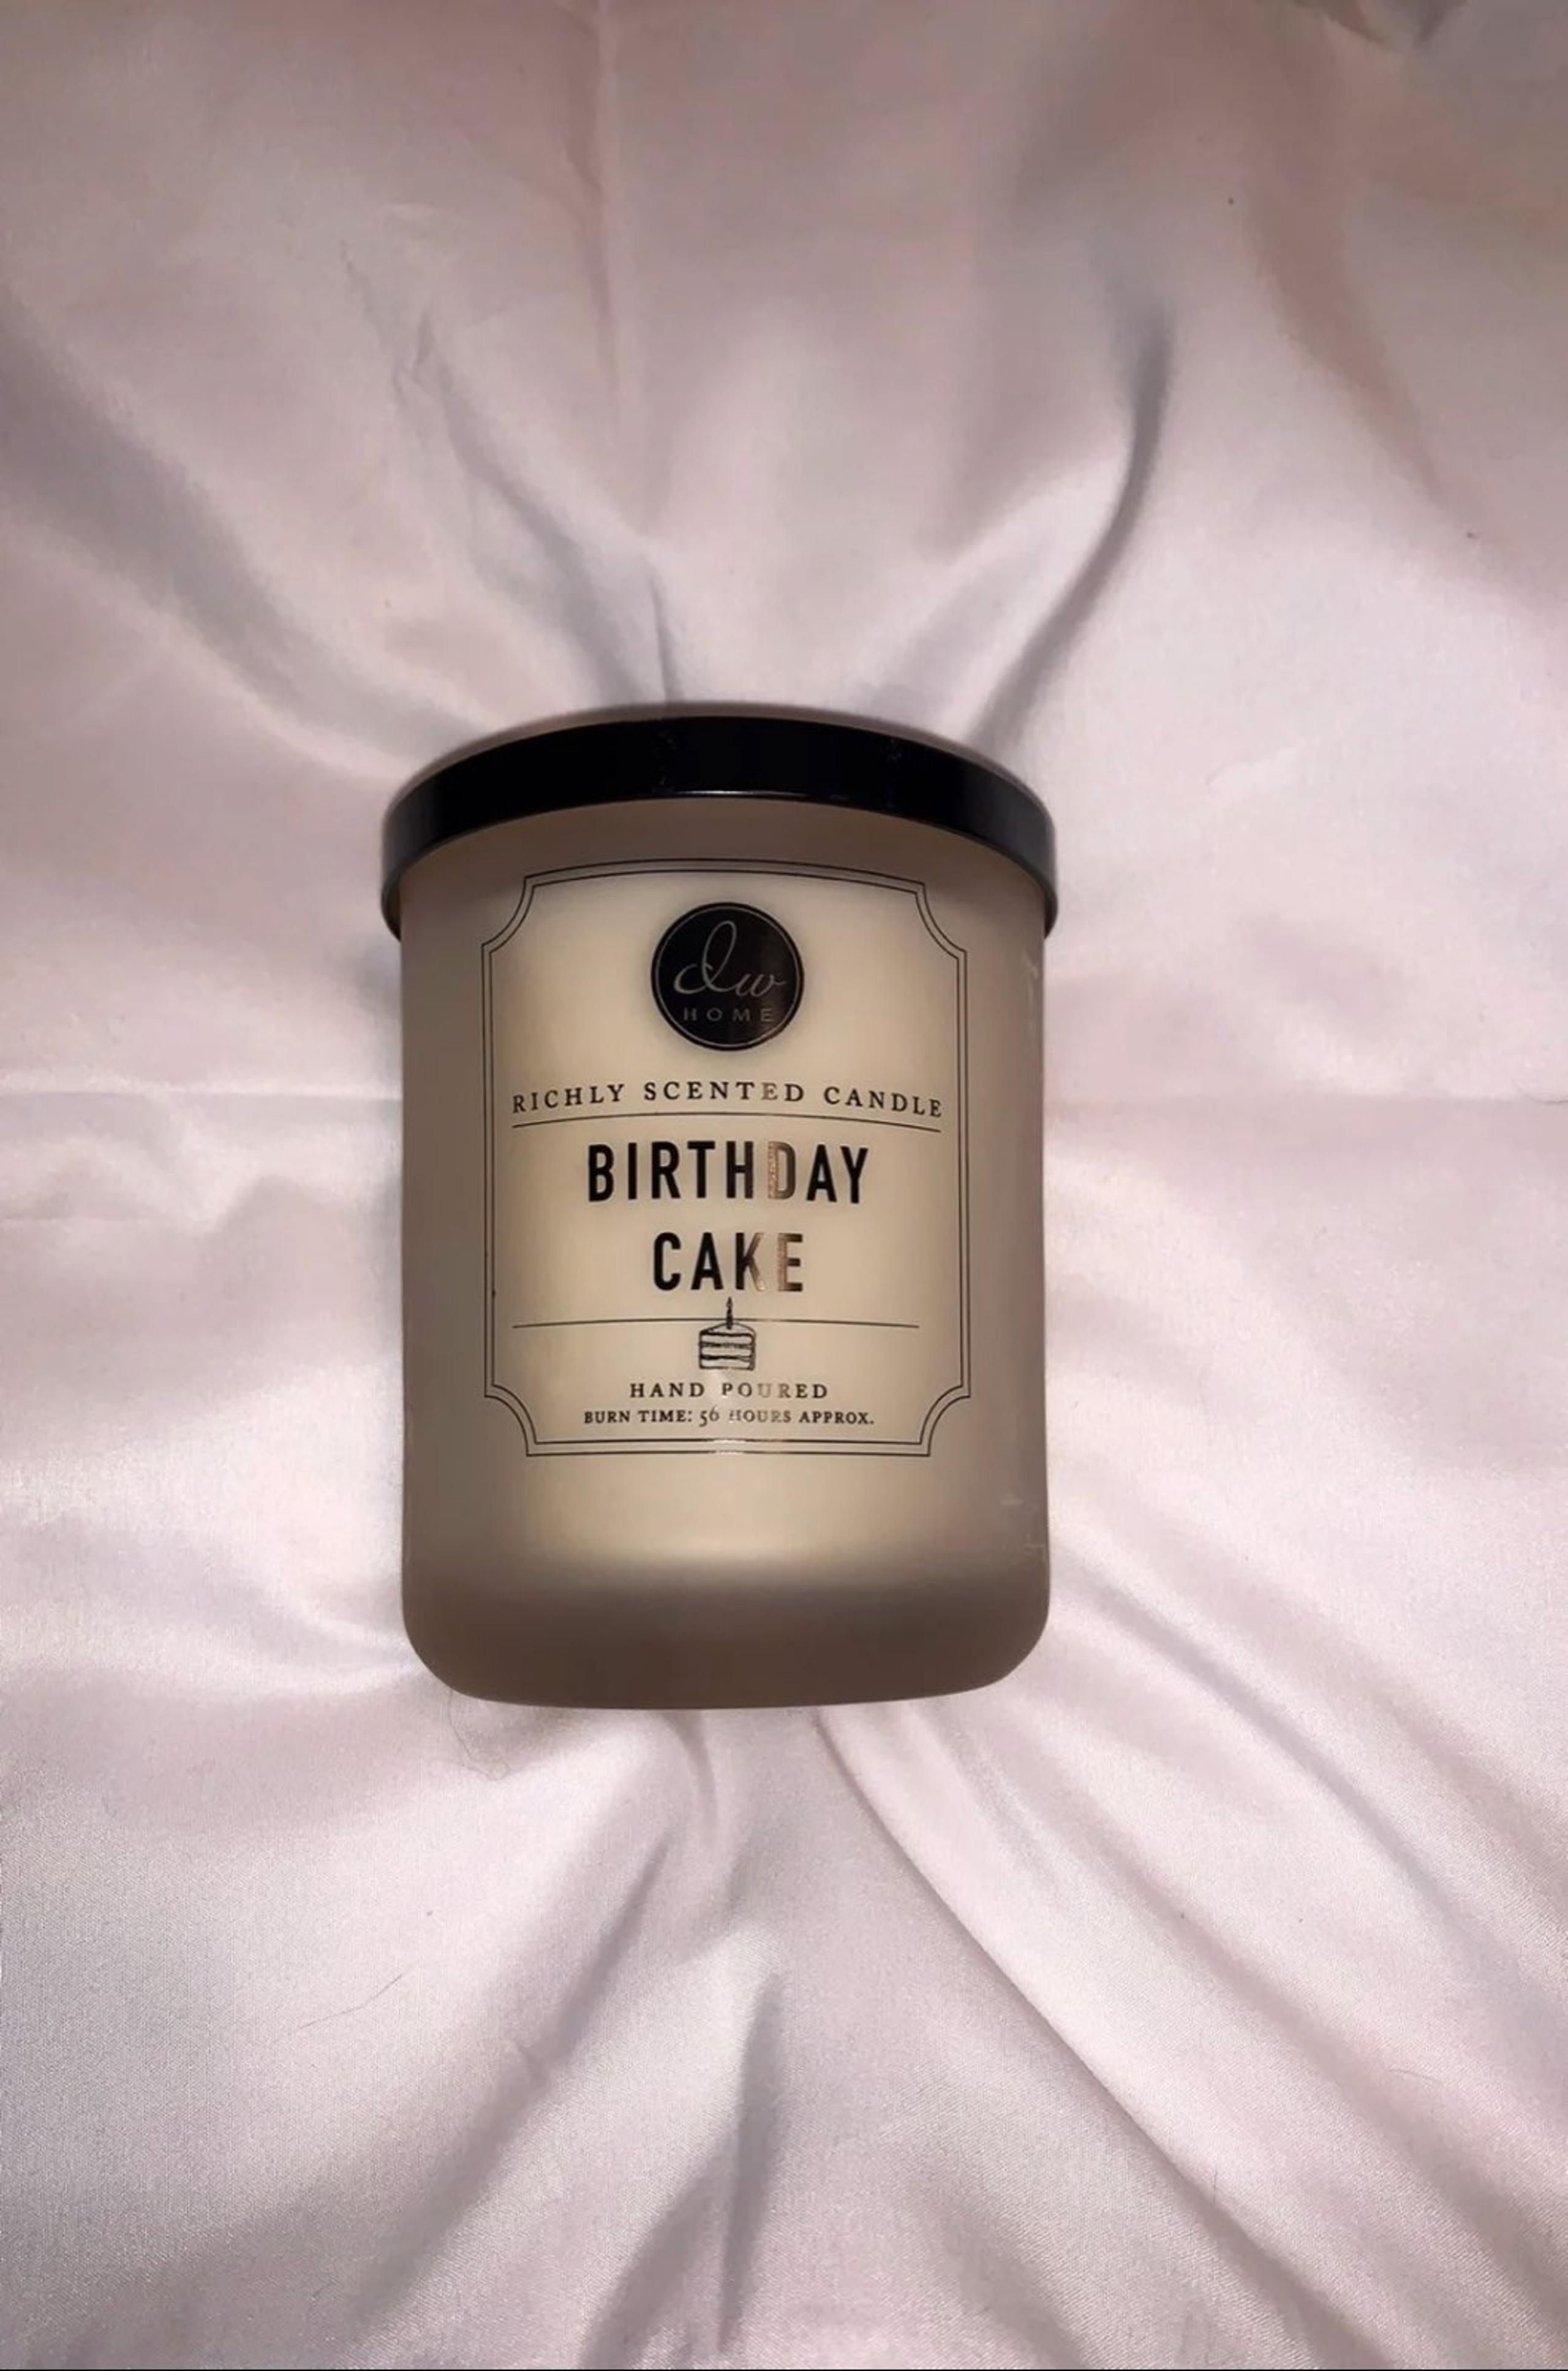 dw
HOME
RICHLY SCENTED CANDLE
BIRTHDAY
CAKE
HAND POURED
BURN TIME: 56 HOURS APPROX.